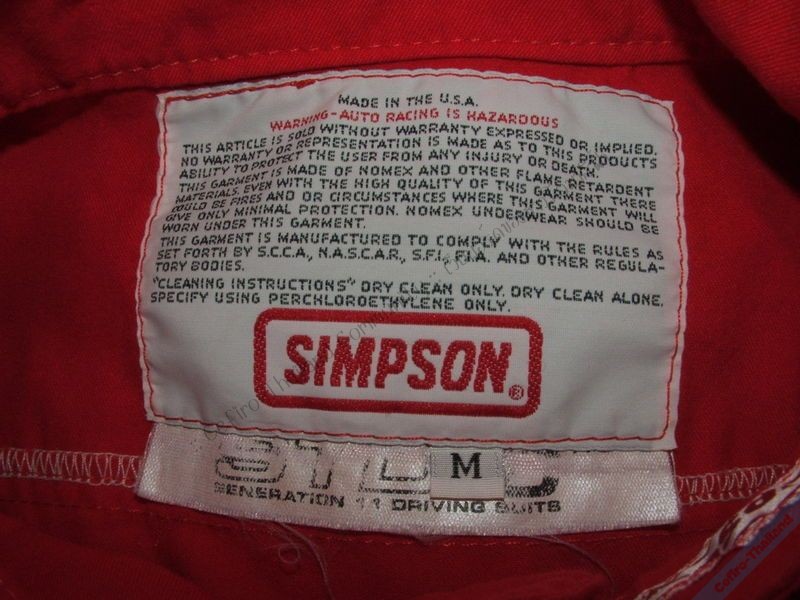 MADE IN THE U.S.A.
WARNING-AUTO RACING IS HAZARDOUS
THIS ARTICLE IS SOLD WITHOUT WARRANTY EXPRESSED OR IMPLIED.
NO WARRANTY OR REPRESENTATION IS MADE AS TO THIS PRODUCTS
ABILITY TO PROTECT THE USER FROM ANY INJURY OR DEATH.
THIS GARMENT IS MADE OF NOMEX AND OTHER FLAME RETARDENT
MATERIALS. EVEN WITH THE HIGH QUALITY OF THIS GARMENT THERE
COULD BE FIRES AND OR CIRCUMSTANCES WHERE THIS GARMENT WILL
GIVE ONLY MINIMAL PROTECTION. NOMEX UNDERWEAR SHOULD BE
WORN UNDER THIS GARMENT.
THIS GARMENT IS MANUFACTURED TO COMPLY WITH THE RULES AS
SET FORTH BY S.C.C.A., N.A.S.C.A.R., S.F.I., F.I.A. AND OTHER REGULA-
TORY BODIES.
"CLEANING INSTRUCTIONS" DRY CLEAN ONLY. DRY CLEAN ALONE,
SPECIFY USING PERCHLOROETHYLENE ONLY.
SIMPSON®
M
GENERATION 11 DRIVING SUITS
Cafiro-Thailand